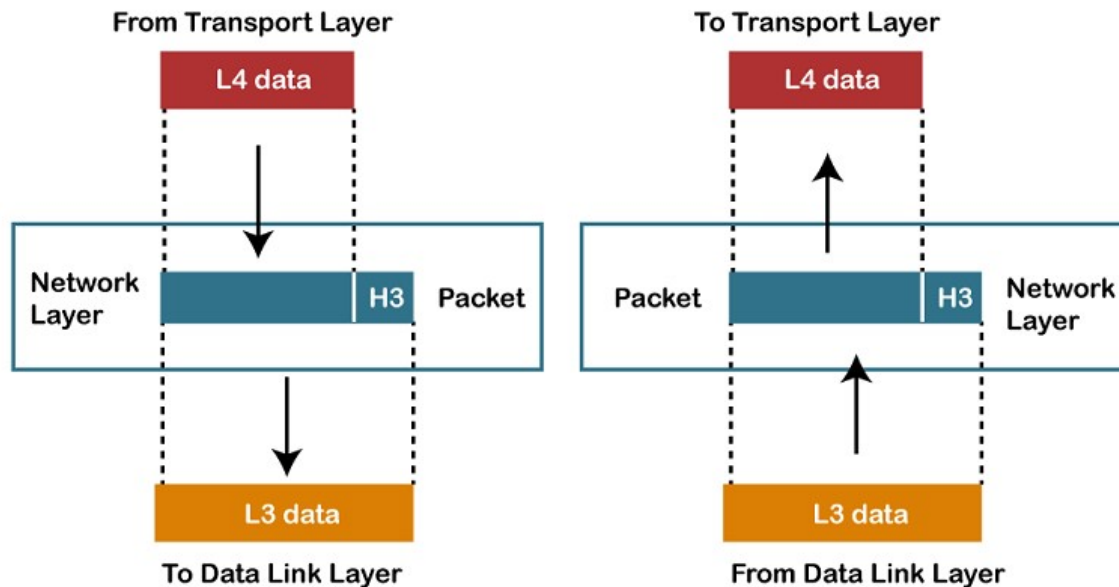 From Transport Layer
To Transport Layer
L4 data
L4 data
Network
Layer
H3
Packet
Packet
H3
Network
Layer
L3 data
L3 data
To Data Link Layer
From Data Link Layer